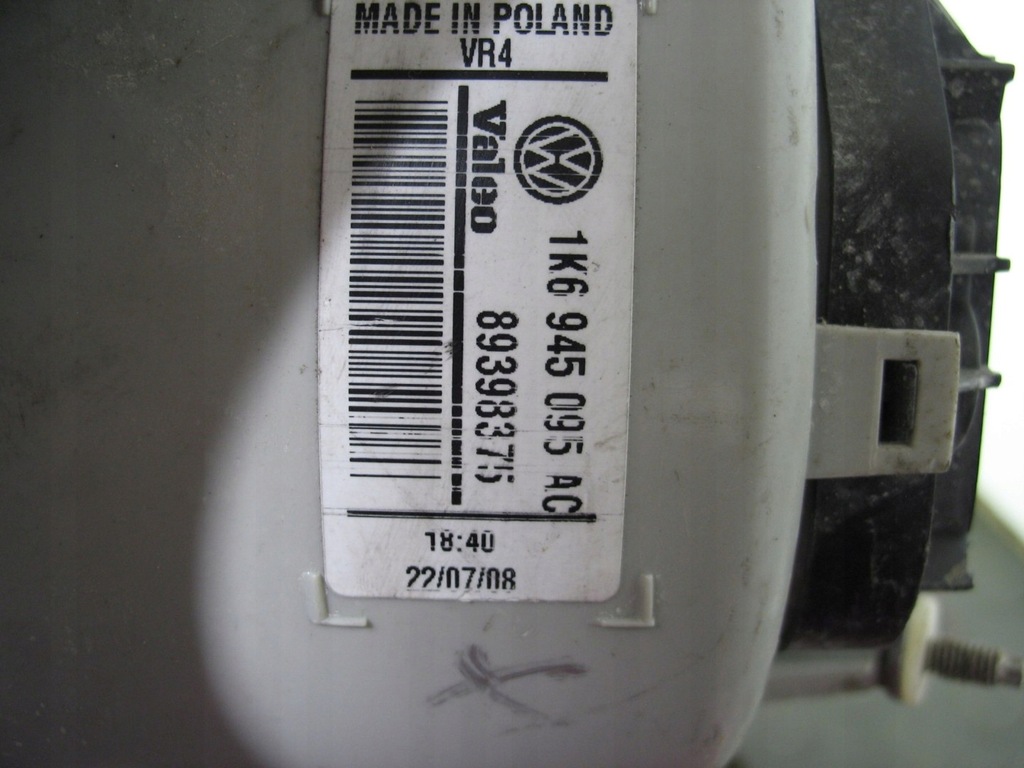 MADE IN POLAND
VR4
Valeo
1K6 945 095 AC
89398375
18:40
22/07/08